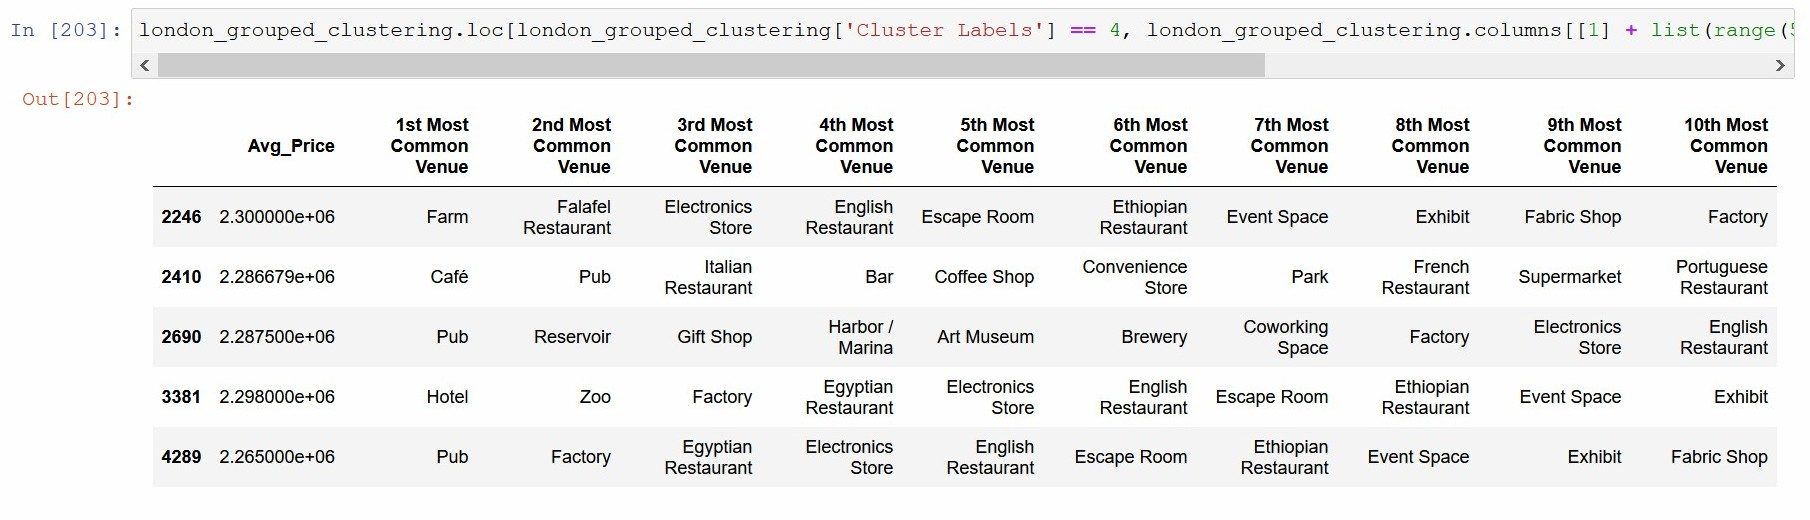 In [203]: london_grouped_clustering.loc[london_grouped_clustering['Cluster Labels'] == 4, london_grouped_clustering.columns[[1] + list(range(
Out[203]:
Avg_Price 1st Most Common Venue 2nd Most Common Venue 3rd Most Common Venue 4th Most Common Venue 5th Most Common Venue 6th Most Common Venue 7th Most Common Venue 8th Most Common Venue 9th Most Common Venue 10th Most Common Venue
2246 2.300000e+06 Farm Falafel Restaurant Electronics Store English Restaurant Escape Room Ethiopian Restaurant Event Space Exhibit Fabric Shop Factory
2410 2.286679e+06 Café Pub Italian Restaurant Bar Coffee Shop Convenience Store Park French Restaurant Supermarket Portuguese Restaurant
2690 2.287500e+06 Pub Reservoir Gift Shop Harbor / Marina Art Museum Brewery Coworking Space Factory Electronics Store English Restaurant
3381 2.298000e+06 Hotel Zoo Factory Egyptian Restaurant Electronics Store English Restaurant Escape Room Ethiopian Restaurant Event Space Exhibit
4289 2.265000e+06 Pub Factory Egyptian Restaurant Electronics Store English Restaurant Escape Room Ethiopian Restaurant Event Space Exhibit Fabric Shop